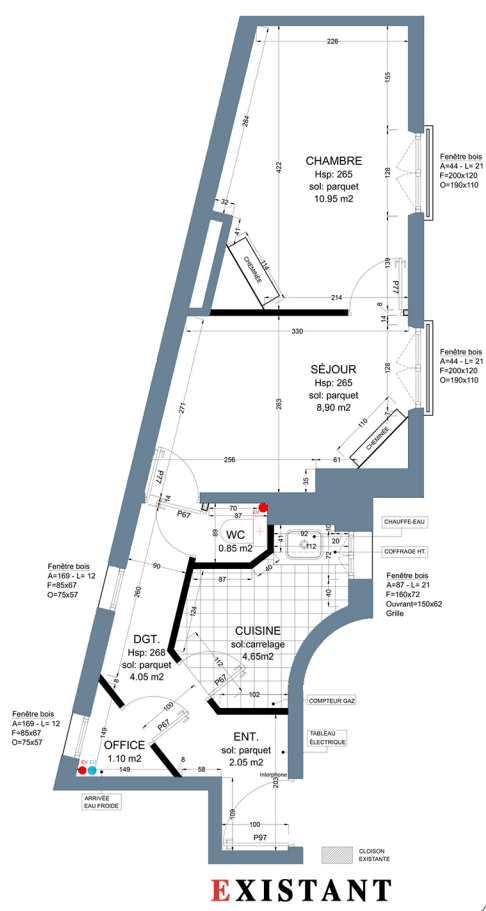 226
155
284
422
CHAMBRE
Hsp: 265
sol: parquet
10.95 m2
128
Fenêtre bois
A=44 - L= 21
F=200x120
O=190x110
32
41
114
CHEMINÉE
139
P77
214
8
14
330
SÉJOUR
Hsp: 265
sol: parquet
8,90 m2
128
Fenêtre bois
A=44 - L= 21
F=200x120
O=190x110
271
263
7
110
CHEMINÉE
256
61
35
P77
14
P67
70
EV
87
89
WC
0.85 m2
41
92
112
10
20
72
40
CHAUFFE-EAU
COFFRAGE HT.
Fenêtre bois
A=87 - L= 21
F=160x72
Ouvrant=150x62
Grille
Fenêtre bois
A=169 - L= 12
F=85x67
O=75x57
90
87
40
260
124
CUISINE
sol:carrelage
4,65m2
DGT.
Hsp: 268
sol: parquet
4.05 m2
112
P67
102
COMPTEUR GAZ
8
100
P67
Fenêtre bois
A=169 - L= 12
F=85x67
O=75x57
149
OFFICE
1.10 m2
ENT.
sol: parquet
2.05 m2
TABLEAU
ÉLECTRIQUE
EV
EU
149
8
58
Interphone
203
ARRIVÉE
EAU FROIDE
109
100
P97
CLOISON
EXISTANTE
EXISTANT